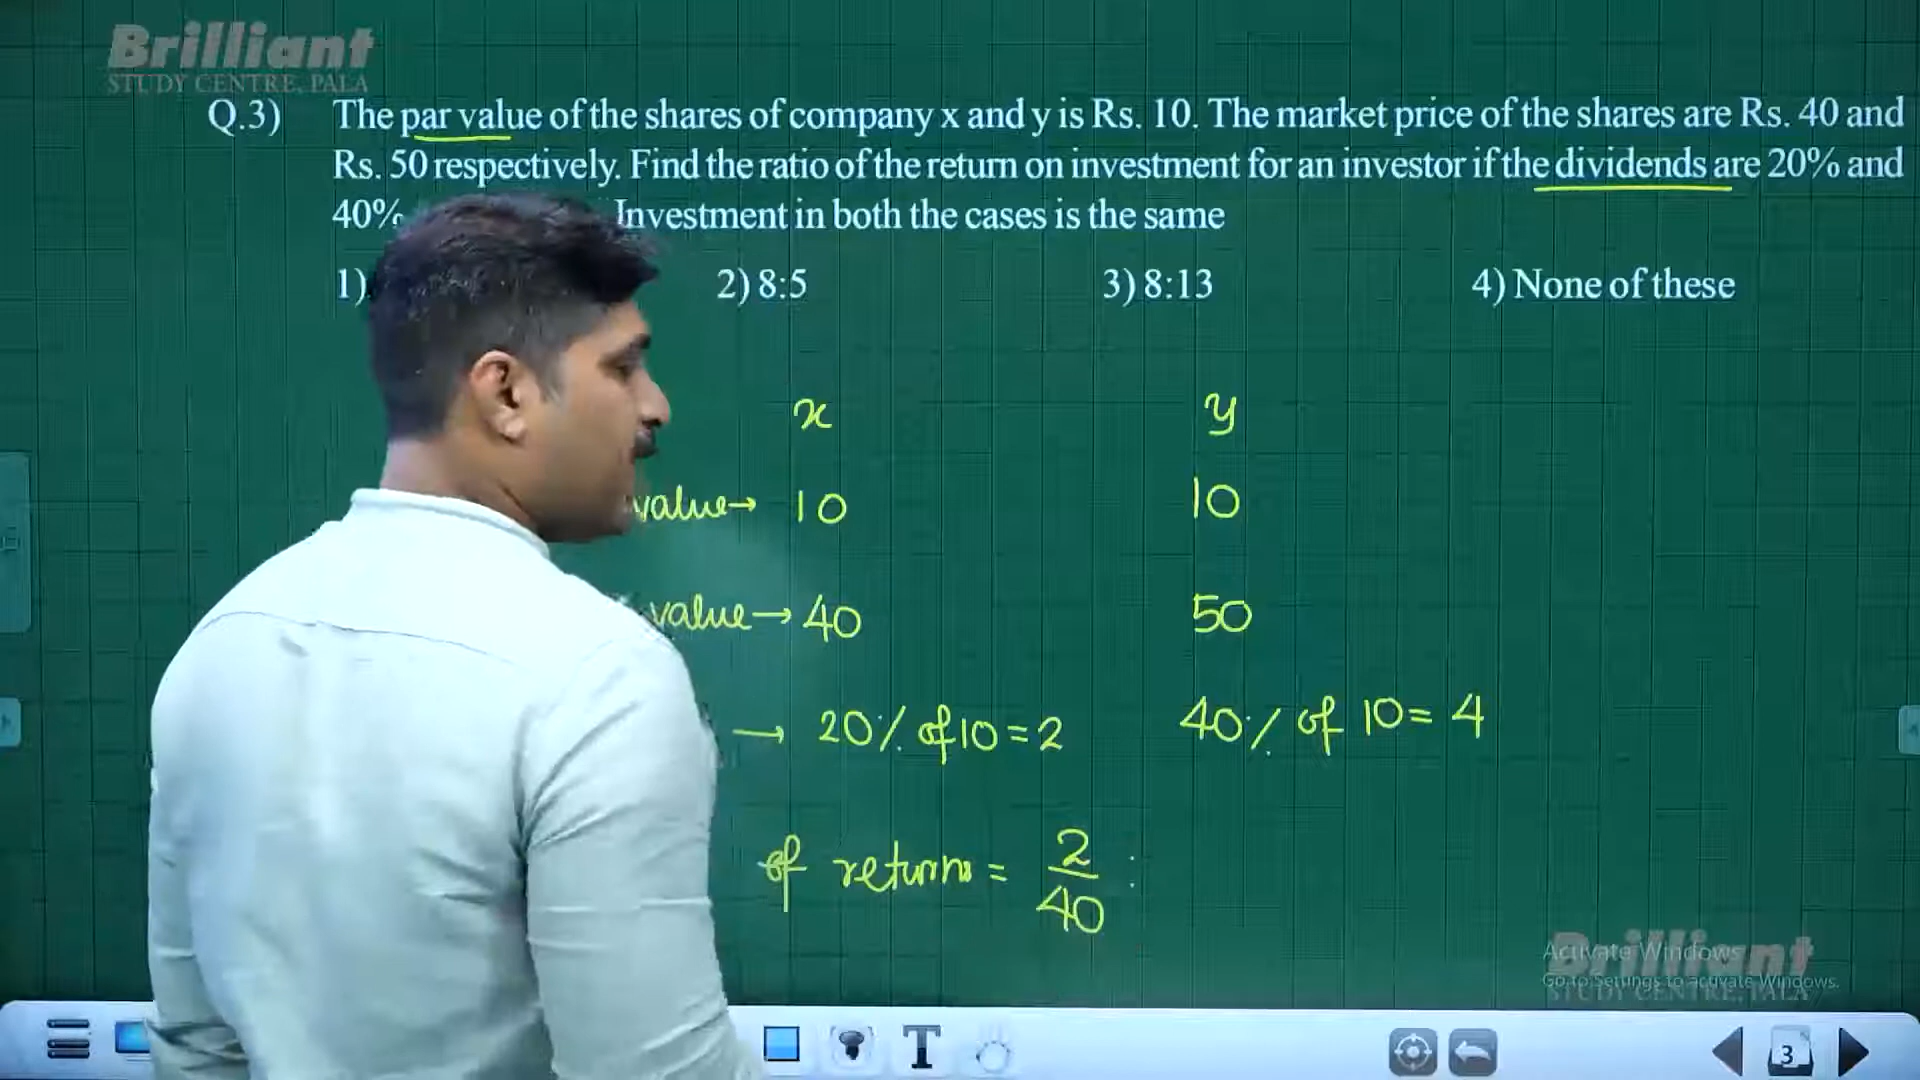 Brilliant
STUDY CENTRE, PALA
Q.3) The par value of the shares of company x and y is Rs. 10. The market price of the shares are Rs. 40 and
Rs. 50 respectively. Find the ratio of the return on investment for an investor if the dividends are 20% and
40% Investment in both the cases is the same
1) 2) 8:5 3) 8:13 4) None of these
x y
value→ 10 10
value→ 40 50
→ 20% of 10 = 2 40% of 10 = 4
of returns = 2/40 :
Activate Windows
Go to Settings to activate Windows.
Brilliant
STUDY CENTRE, PALA
T
3